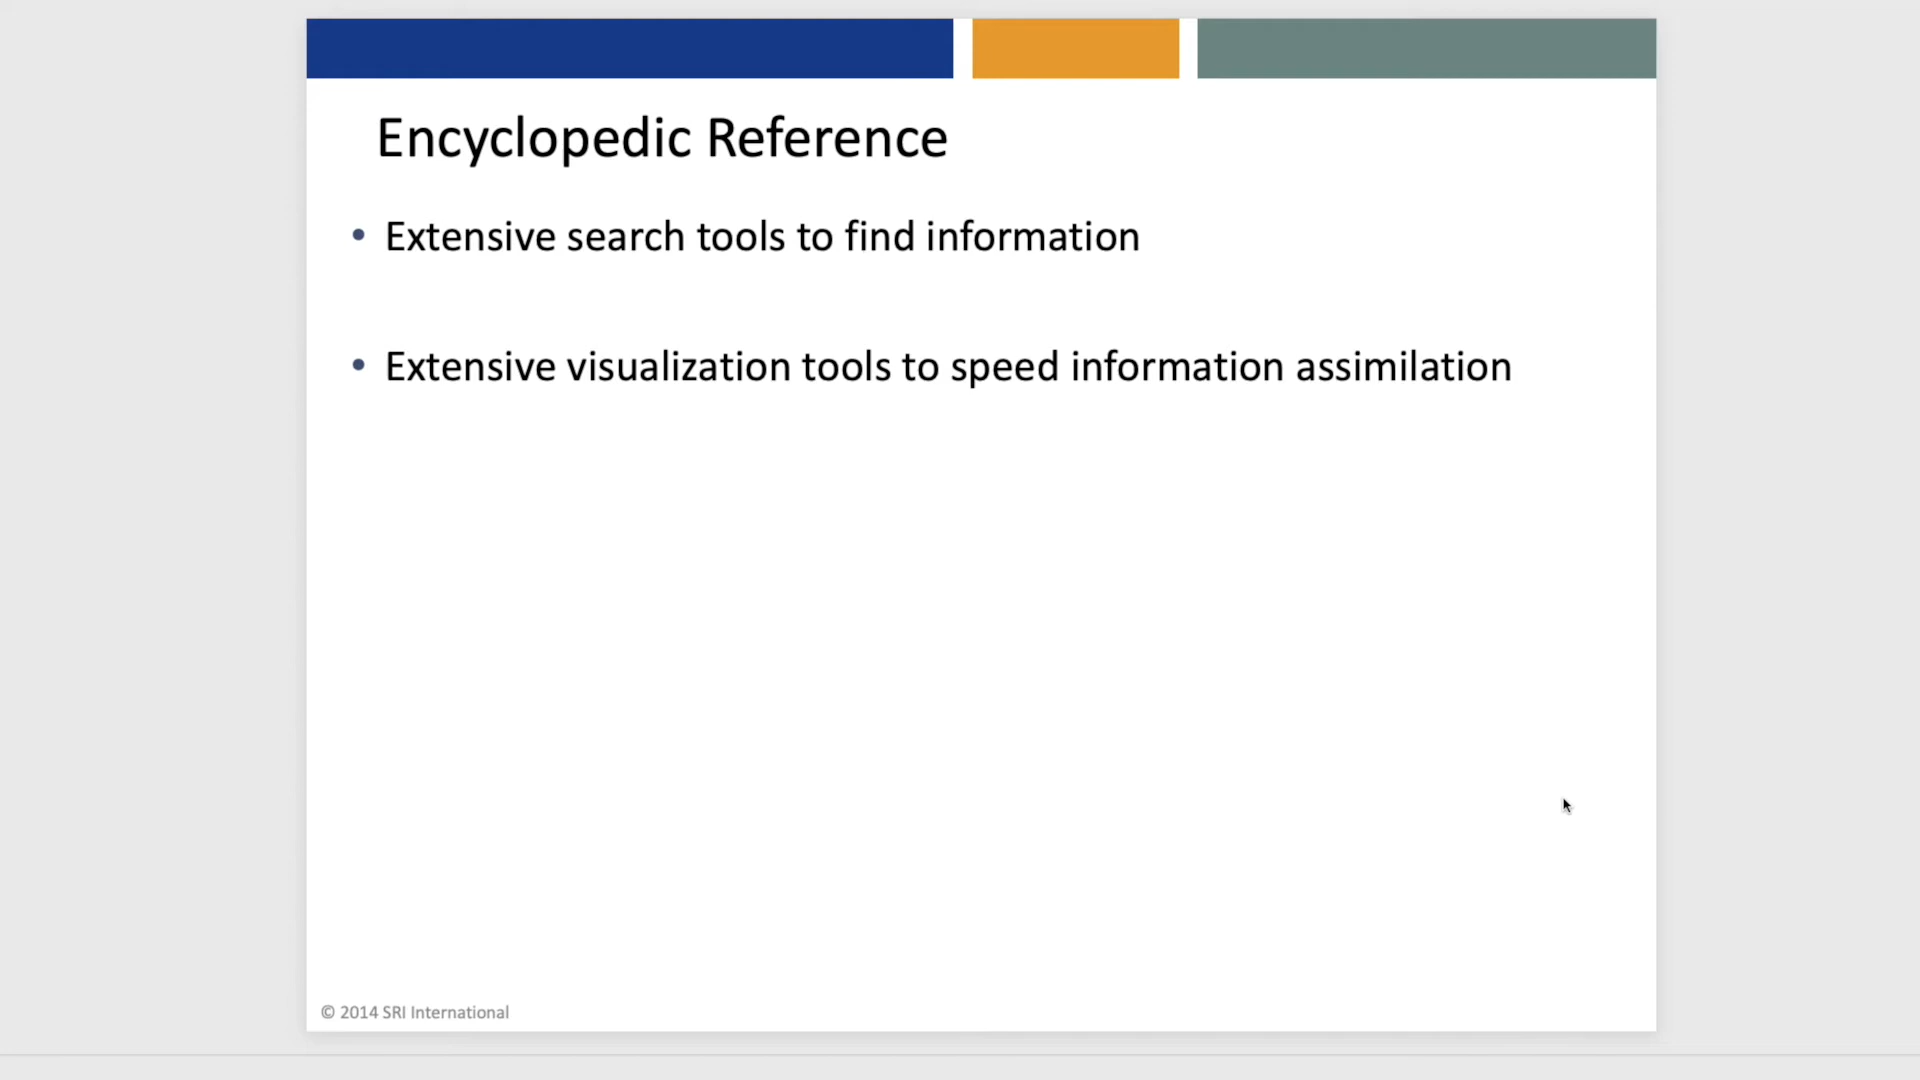 Encyclopedic Reference
• Extensive search tools to find information
• Extensive visualization tools to speed information assimilation
© 2014 SRI International